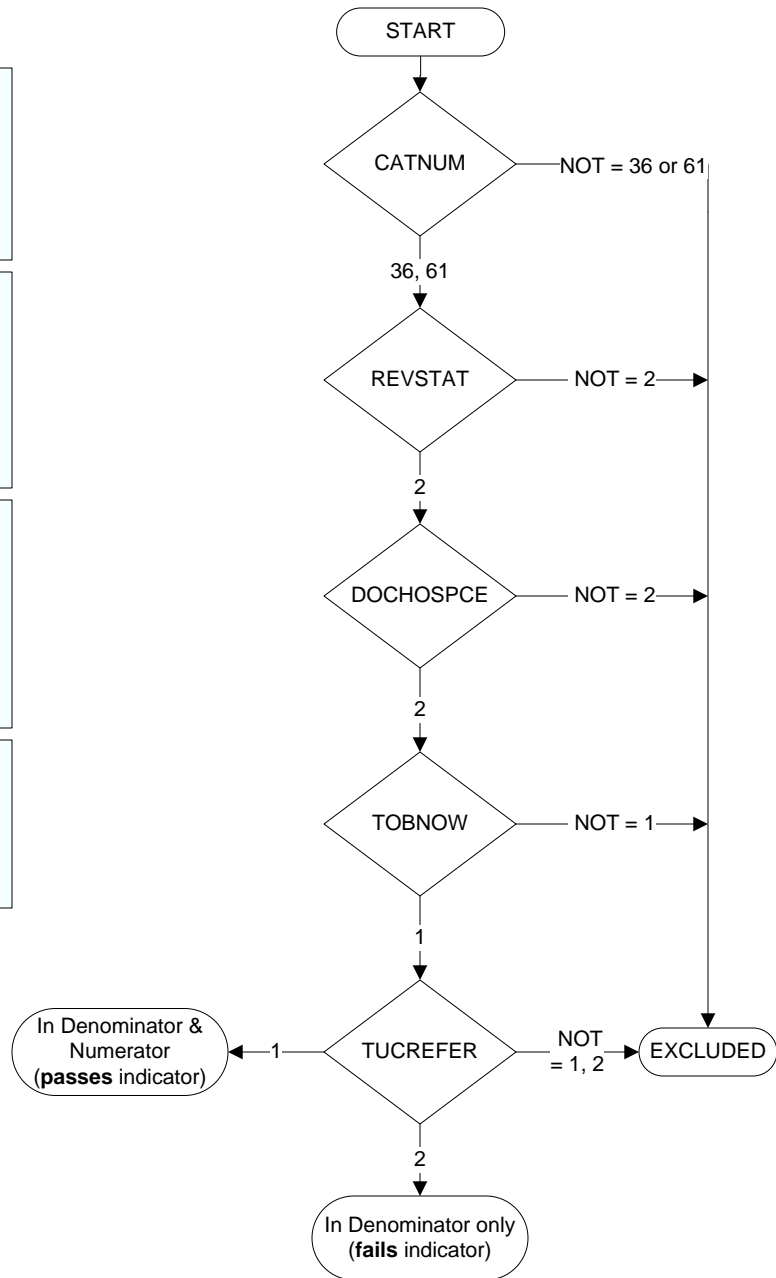 START
CATNUM
NOT = 36 or 61
36, 61
REVSTAT
NOT = 2
2
DOCHOSPCE
NOT = 2
2
TOBNOW
NOT = 1
1
In Denominator &
Numerator
(passes indicator)
1
TUCREFER
NOT
= 1, 2
EXCLUDED
2
In Denominator only
(fails indicator)